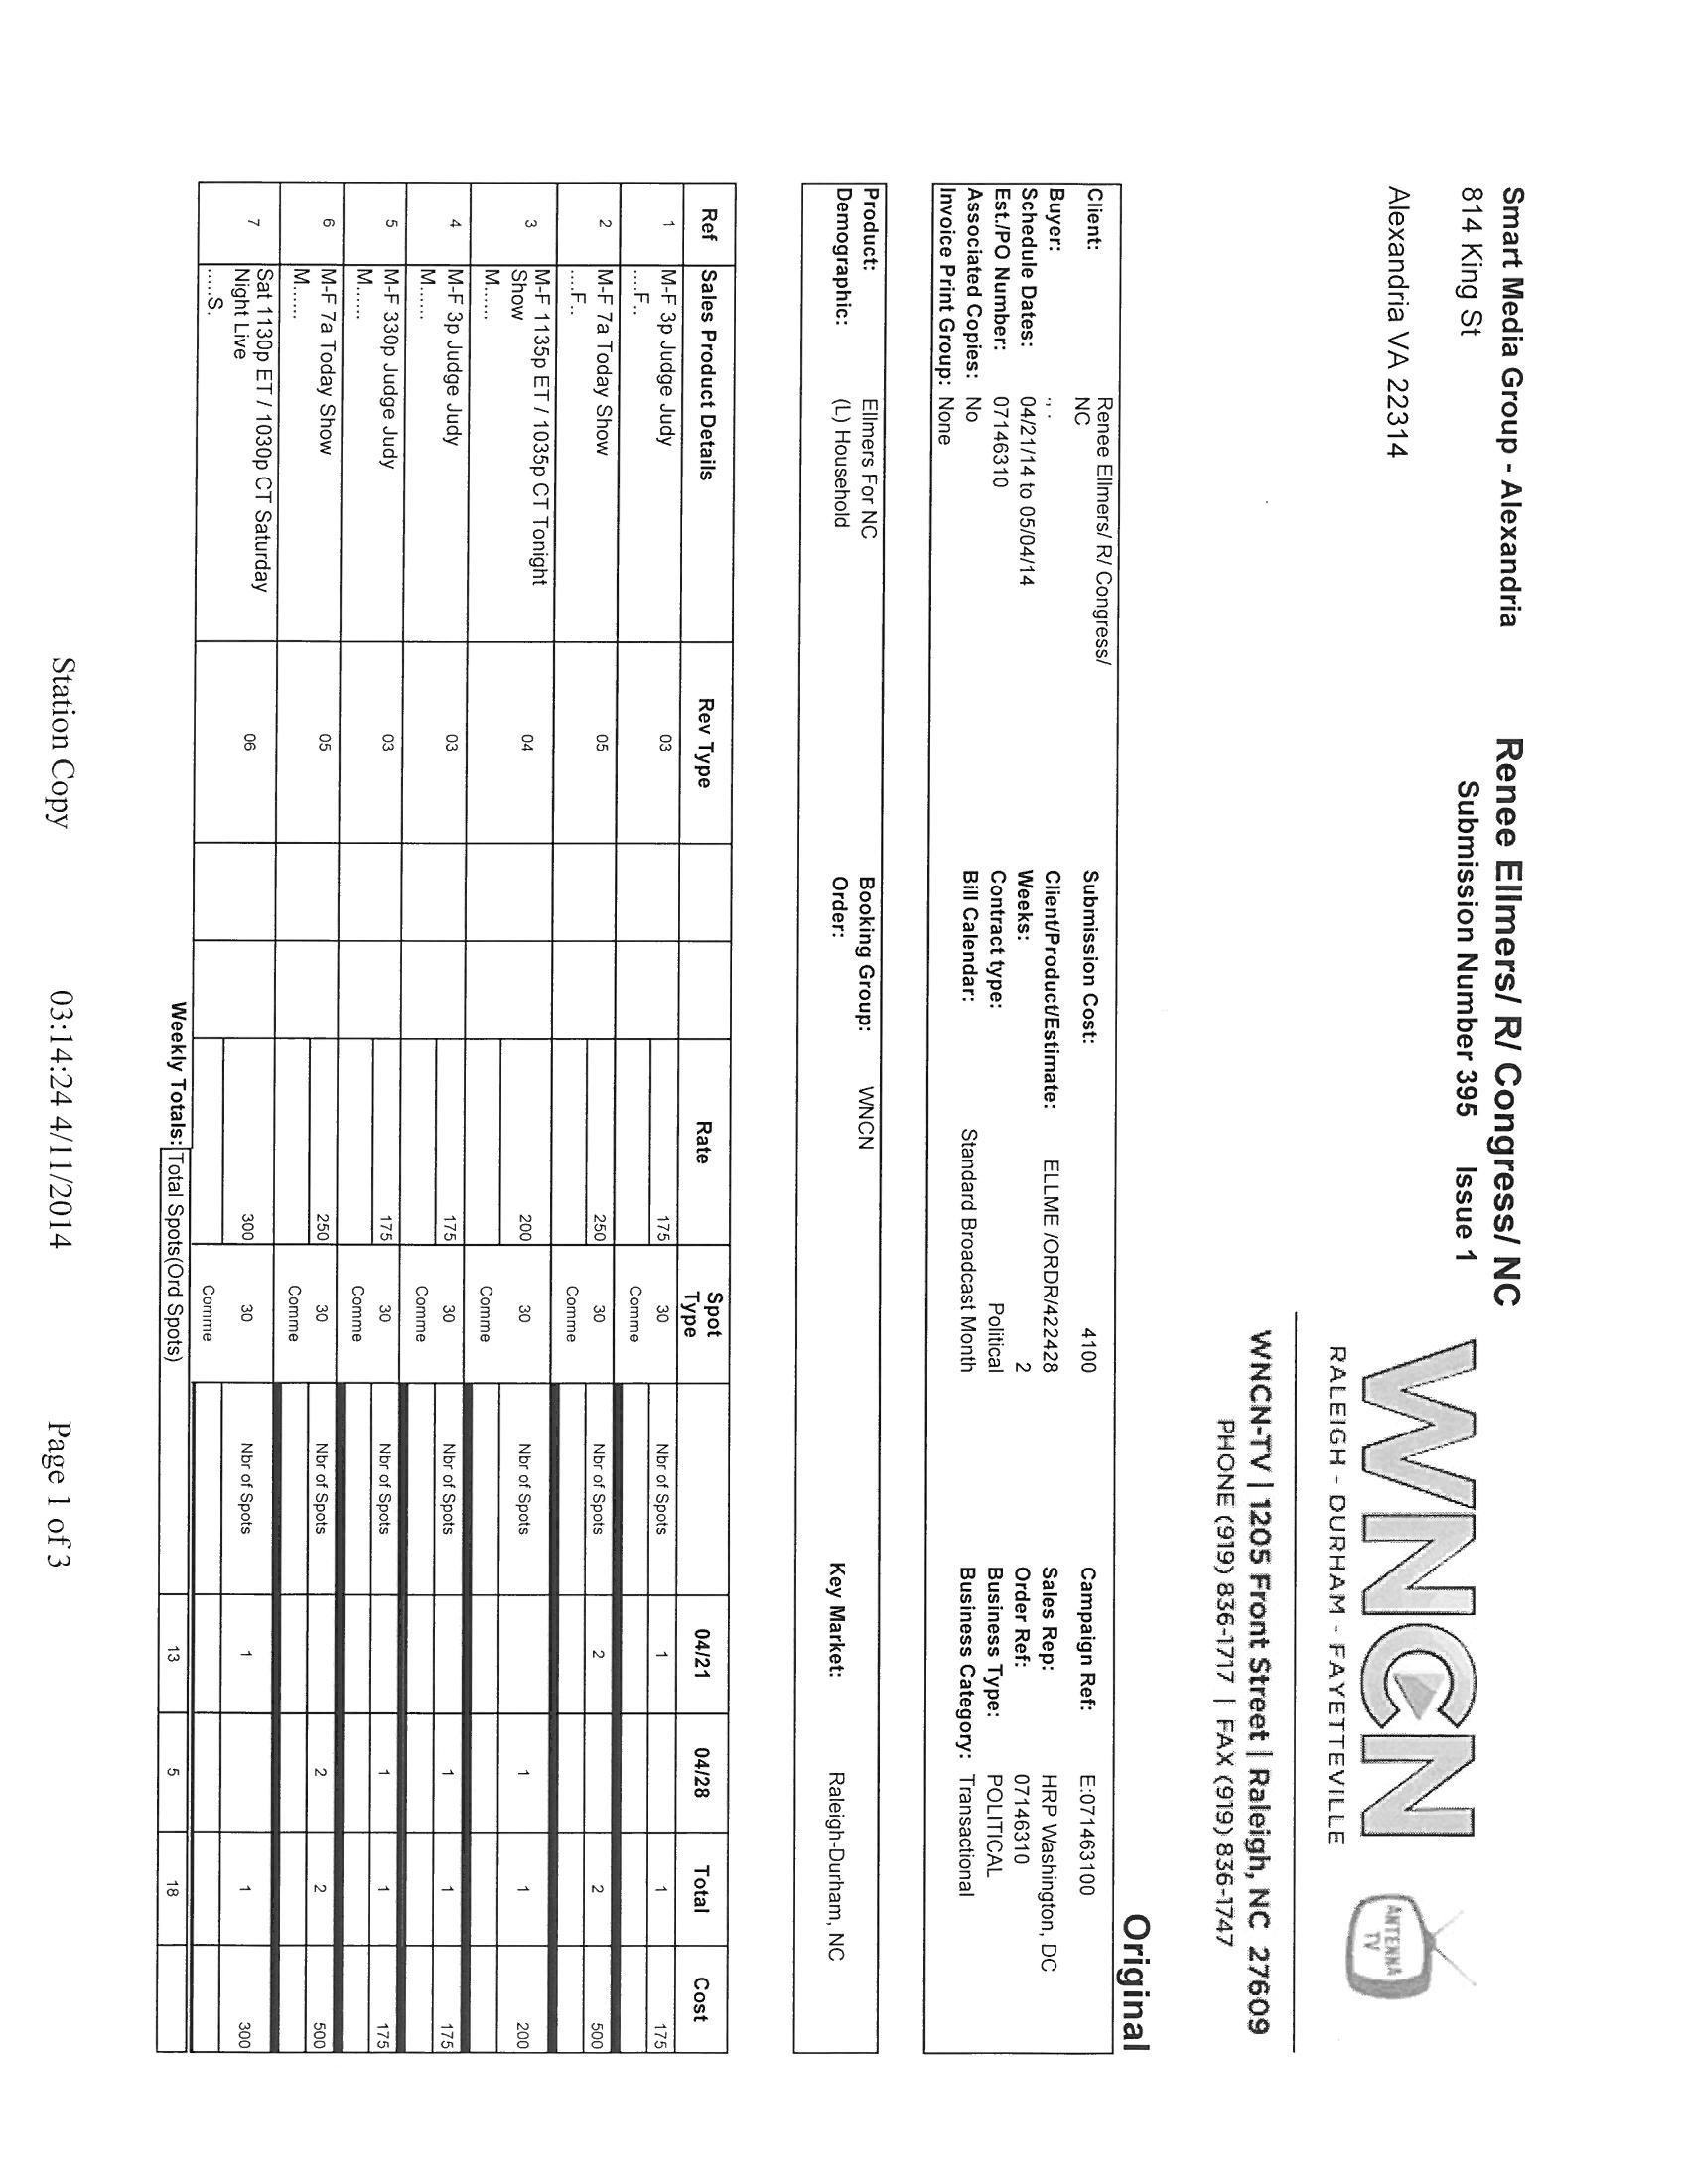 Smart Media Group - Alexandria
814 King St
Alexandria VA 22314
Renee Ellmers/ R/ Congress/ NC
Submission Number 395 Issue 1
WNCN
RALEIGH - DURHAM - FAYETTEVILLE
ANTENNA
TV
WNCN-TV | 1205 Front Street | Raleigh, NC 27609
PHONE (919) 836-1717 | FAX (919) 836-1747
Original
Client: Renee Ellmers/ R/ Congress/
NC
Buyer: ., .
Schedule Dates: 04/21/14 to 05/04/14
Est./PO Number: 07146310
Associated Copies: No
Invoice Print Group: None
Submission Cost: 4100
Client/Product/Estimate: ELLME /ORDR/422428
Weeks: 2
Contract type: Political
Bill Calendar: Standard Broadcast Month
Campaign Ref: E:071463100
Sales Rep: HRP Washington, DC
Order Ref: 07146310
Business Type: POLITICAL
Business Category: Transactional
Product: Ellmers For NC
Demographic: (L) Household
Booking Group: WNCN
Order:
Key Market: Raleigh-Durham, NC
Ref Sales Product Details Rev Type Rate Spot Type 04/21 04/28 Total Cost
1 M-F 3p Judge Judy 03 175 30 Nbr of Spots 1 1 175
....F.. Comme
2 M-F 7a Today Show 05 250 30 Nbr of Spots 2 2 500
....F.. Comme
3 M-F 1135p ET / 1035p CT Tonight Show 04 200 30 Nbr of Spots 1 1 200
M...... Comme
4 M-F 3p Judge Judy 03 175 30 Nbr of Spots 1 1 175
M...... Comme
5 M-F 330p Judge Judy 03 175 30 Nbr of Spots 1 1 175
M...... Comme
6 M-F 7a Today Show 05 250 30 Nbr of Spots 2 2 500
M...... Comme
7 Sat 1130p ET / 1030p CT Saturday Night Live 06 300 30 Nbr of Spots 1 1 300
.....S. Comme
Weekly Totals: Total Spots(Ord Spots) 13 5 18
Station Copy 03:14:24 4/11/2014 Page 1 of 3